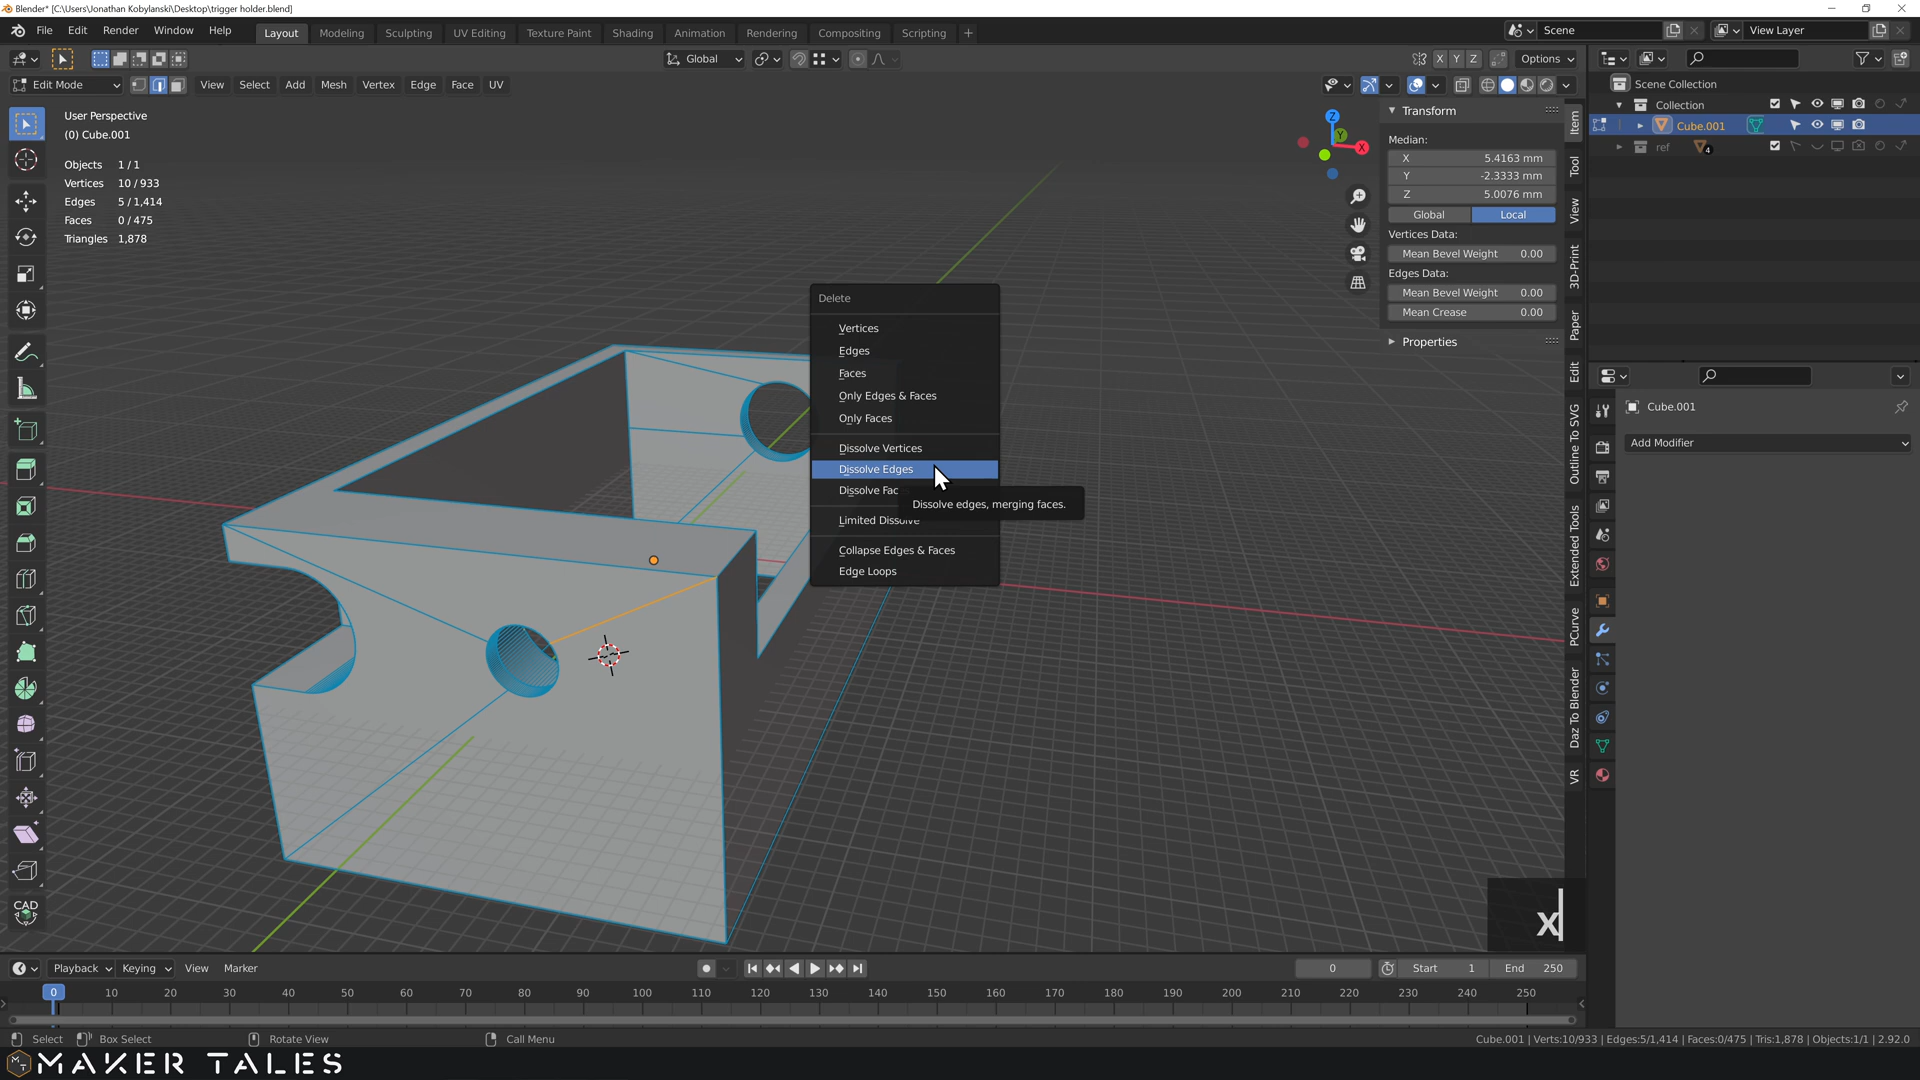 Blender* [C:\Users\Jonathan Kobylanski\Desktop\trigger holder.blend]
File Edit Render Window Help
Layout Modeling Sculpting UV Editing Texture Paint Shading Animation Rendering Compositing Scripting +
Scene
View Layer
Global
X Y Z
Options
Edit Mode
View Select Add Mesh Vertex Edge Face UV
User Perspective
(0) Cube.001
Objects 1/1
Vertices 10/933
Edges 5/1,414
Faces 0/475
Triangles 1,878
Z
Y
X
Transform
Median:
X 5.4163 mm
Y -2.3333 mm
Z 5.0076 mm
Global Local
Vertices Data:
Mean Bevel Weight 0.00
Edges Data:
Mean Bevel Weight 0.00
Mean Crease 0.00
Properties
Item
Tool
View
3D-Print
Paper
Edit
Outline To SVG
Extended Tools
PCurve
Daz To Blender
VR
Scene Collection
Collection
Cube.001
ref
4
Cube.001
Add Modifier
Delete
Vertices
Edges
Faces
Only Edges & Faces
Only Faces
Dissolve Vertices
Dissolve Edges
Dissolve Fac
Dissolve edges, merging faces.
Limited Dissolve
Collapse Edges & Faces
Edge Loops
CAD
X
Playback Keying View Marker
0
Start 1
End 250
0 10 20 30 40 50 60 70 80 90 100 110 120 130 140 150 160 170 180 190 200 210 220 230 240 250
Select Box Select Rotate View Call Menu
Cube.001 | Verts:10/933 | Edges:5/1,414 | Faces:0/475 | Tris:1,878 | Objects:1/1 | 2.92.0
MAKER TALES